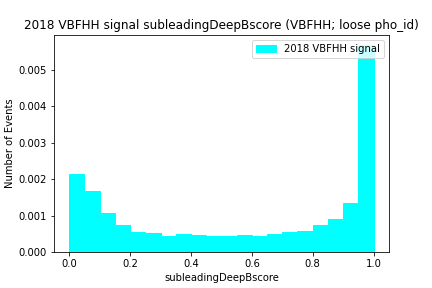 2018 VBFHH signal subleadingDeepBscore (VBFHH; loose pho_id)
2018 VBFHH signal
Number of Events
0.005
0.004
0.003
0.002
0.001
0.000
0.0 0.2 0.4 0.6 0.8 1.0
subleadingDeepBscore